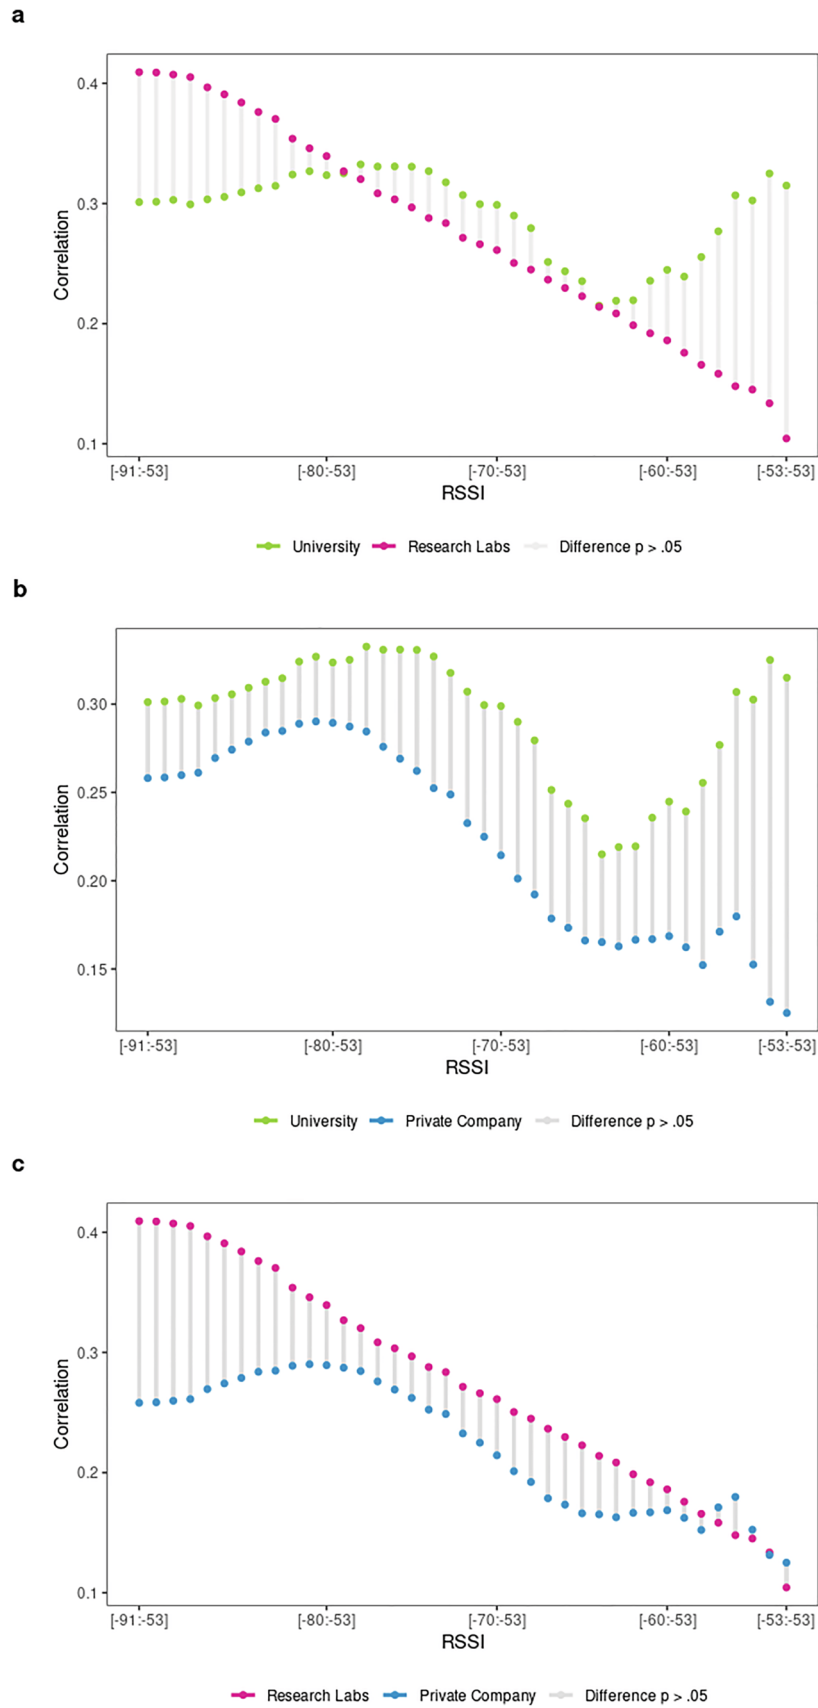 a
0.4
0.3
0.2
0.1
Correlation
[-91:-53] [-80:-53] [-70:-53] [-60:-53] [-53:-53]
RSSI
University Research Labs Difference p > .05
b
0.30
0.25
0.20
0.15
Correlation
[-91:-53] [-80:-53] [-70:-53] [-60:-53] [-53:-53]
RSSI
University Private Company Difference p > .05
c
0.4
0.3
0.2
0.1
Correlation
[-91:-53] [-80:-53] [-70:-53] [-60:-53] [-53:-53]
RSSI
Research Labs Private Company Difference p > .05